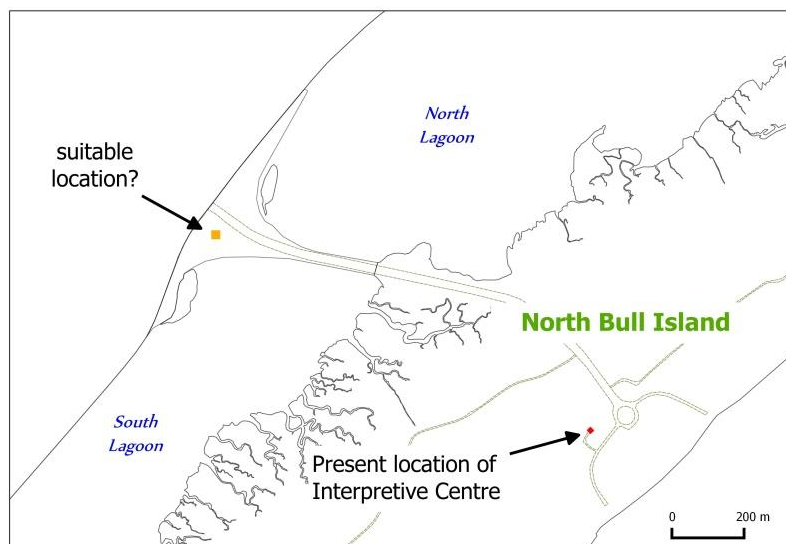 North
Lagoon
suitable
location?
North Bull Island
South
Lagoon
Present location of
Interpretive Centre
0 200 m